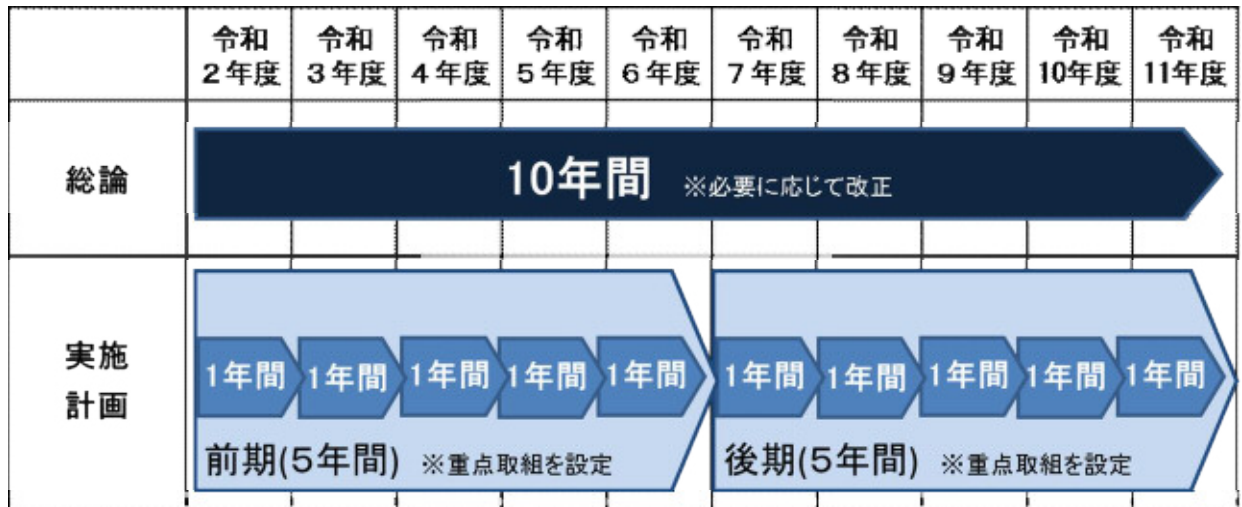 令和 令和 令和 令和 令和 令和 令和 令和 令和 令和
2年度 3年度 4年度 5年度 6年度 7年度 8年度 9年度 10年度 11年度
総論
10年間 ※必要に応じて改正
実施
計画
1年間 1年間 1年間 1年間 1年間 1年間 1年間 1年間 1年間 1年間
前期(5年間) ※重点取組を設定
後期(5年間) ※重点取組を設定